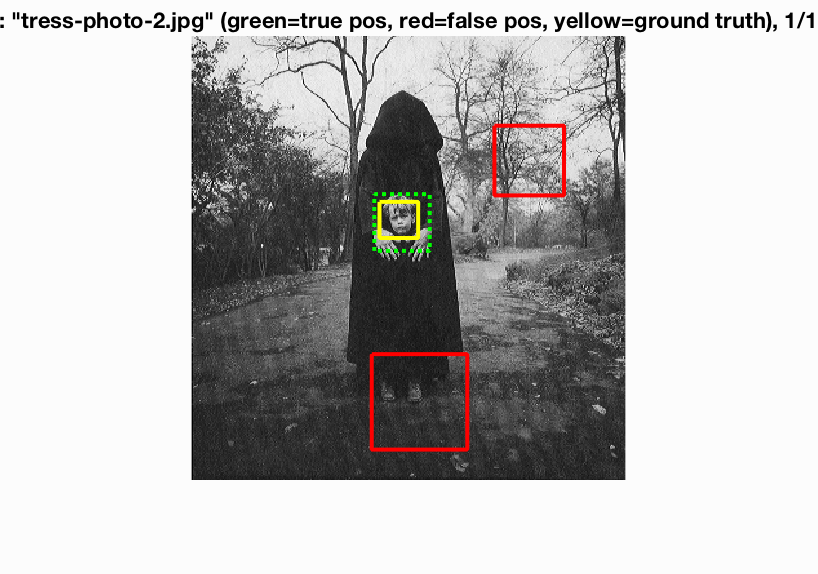 : "tress-photo-2.jpg" (green=true pos, red=false pos, yellow=ground truth), 1/1